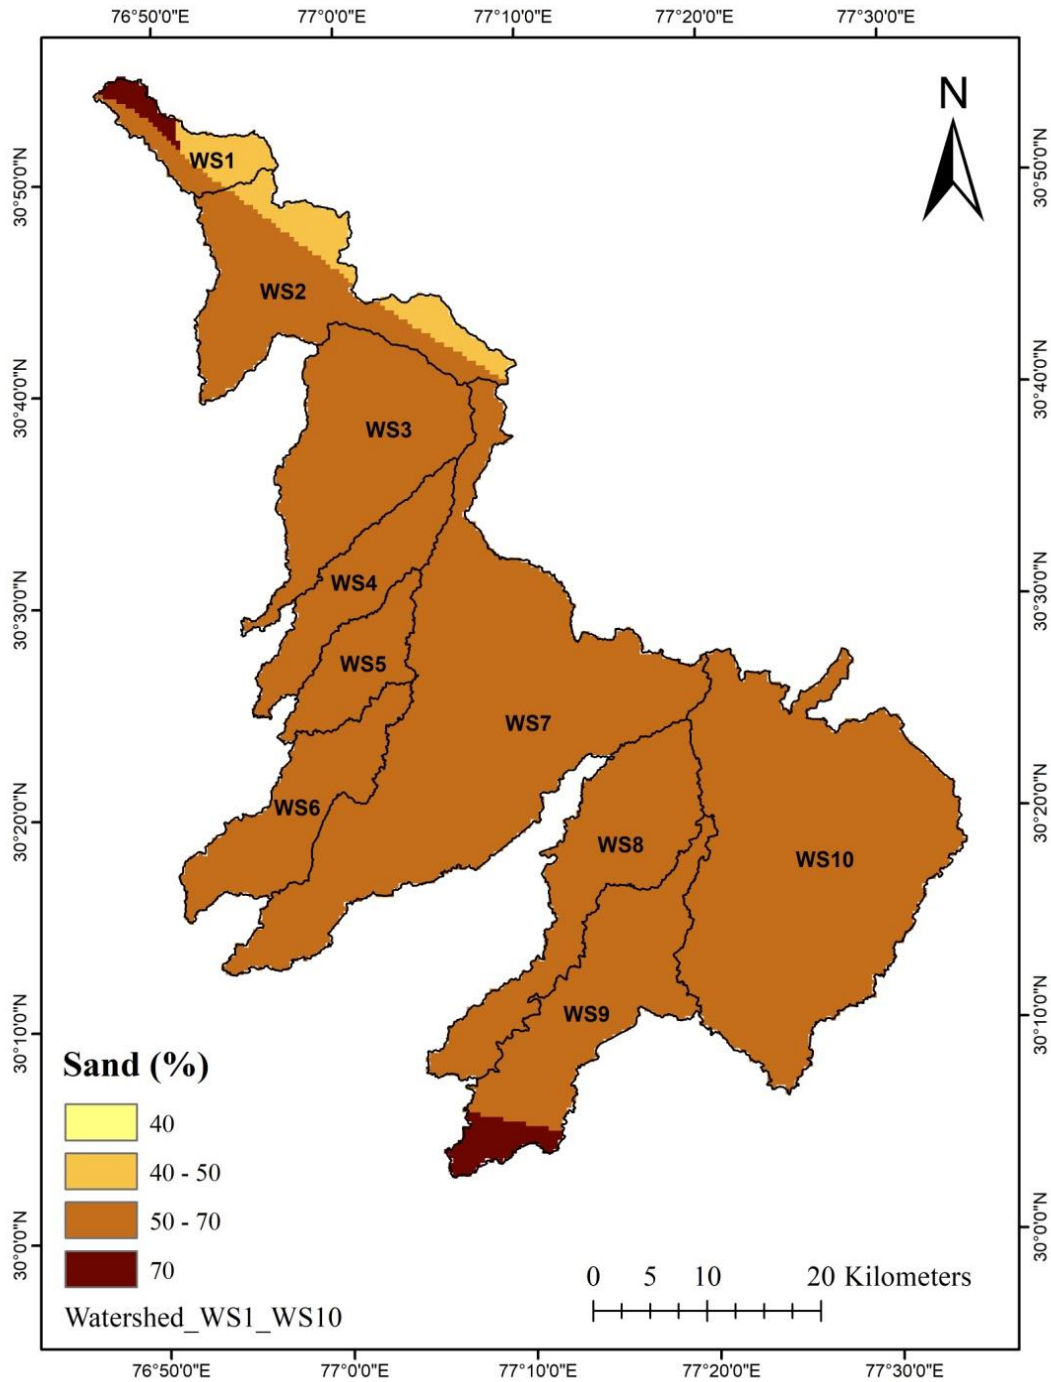 76°50'0"E 77°0'0"E 77°10'0"E 77°20'0"E 77°30'0"E
N
30°50'0"N
30°50'0"N
WS1
WS2
30°40'0"N
30°40'0"N
WS3
30°30'0"N
30°30'0"N
WS4
WS5
WS7
30°20'0"N
30°20'0"N
WS6
WS8
WS10
30°10'0"N
30°10'0"N
WS9
Sand (%)
40
40 - 50
50 - 70
70
Watershed_WS1_WS10
30°0'0"N
30°0'0"N
0 5 10 20 Kilometers
76°50'0"E 77°0'0"E 77°10'0"E 77°20'0"E 77°30'0"E